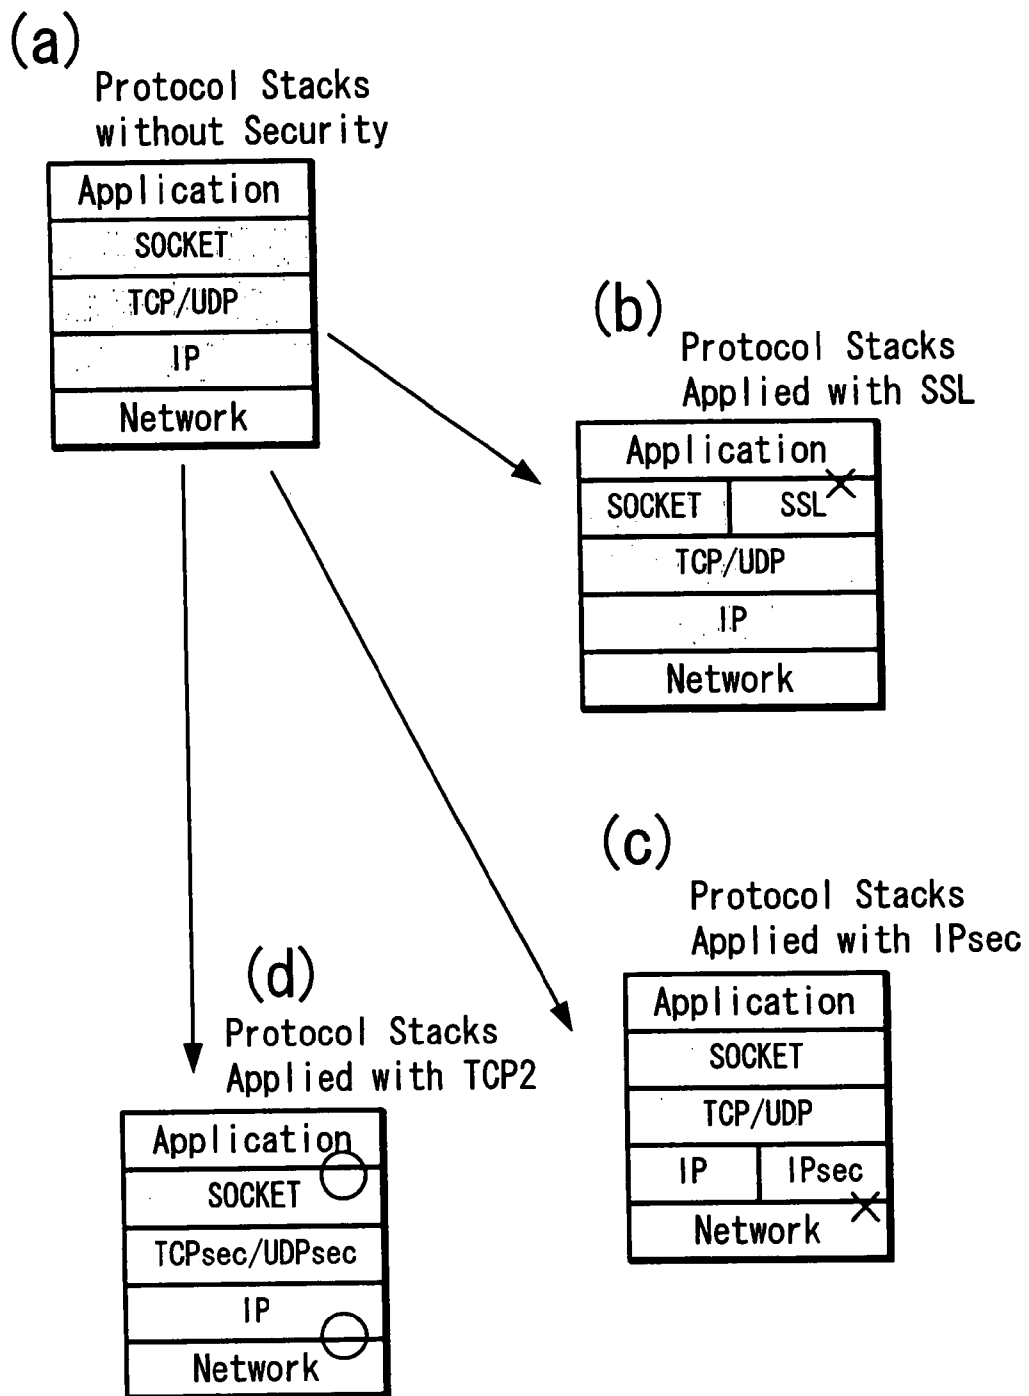 (a)
Protocol Stacks
without Security
Application
SOCKET
TCP/UDP
IP
Network
(b)
Protocol Stacks
Applied with SSL
Application
SOCKET SSL
TCP/UDP
IP
Network
(c)
Protocol Stacks
Applied with IPsec
Application
SOCKET
TCP/UDP
IP IPsec
Network
(d)
Protocol Stacks
Applied with TCP2
Application
SOCKET
TCPsec/UDPsec
IP
Network